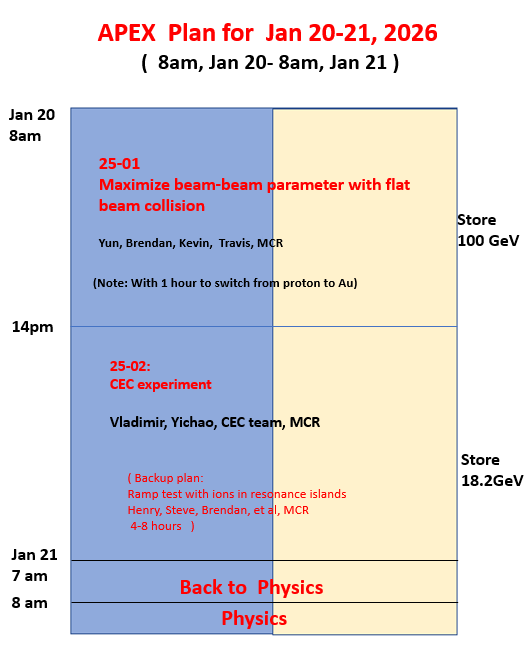 APEX Plan for Jan 20-21, 2026
( 8am, Jan 20- 8am, Jan 21 )
Jan 20
8am
25-01
Maximize beam-beam parameter with flat
beam collision
Yun, Brendan, Kevin, Travis, MCR
(Note: With 1 hour to switch from proton to Au)
Store
100 GeV
14pm
25-02:
CEC experiment
Vladimir, Yichao, CEC team, MCR
( Backup plan:
Ramp test with ions in resonance islands
Henry, Steve, Brendan, et al, MCR
4-8 hours )
Store
18.2GeV
Jan 21
7 am
Back to Physics
8 am
Physics